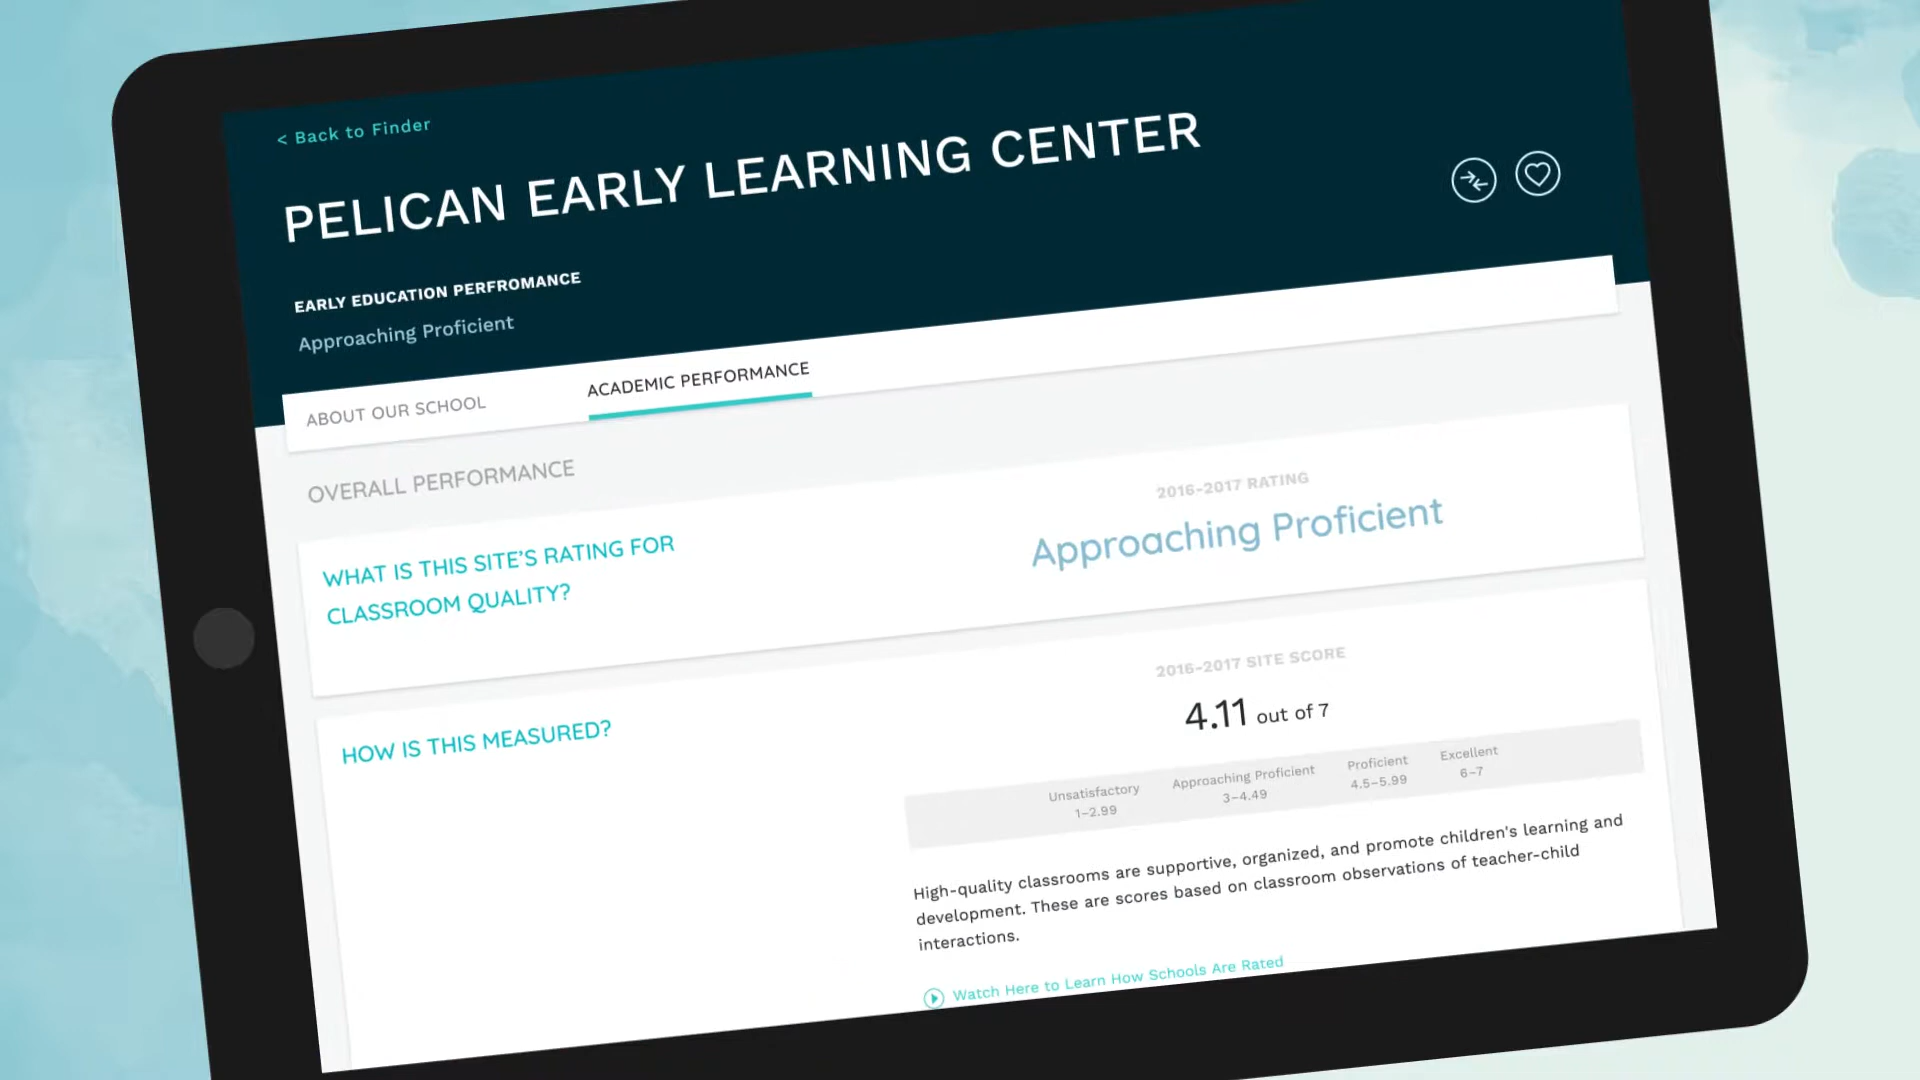 < Back to Finder
PELICAN EARLY LEARNING CENTER
EARLY EDUCATION PERFROMANCE
Approaching Proficient
ABOUT OUR SCHOOL
ACADEMIC PERFORMANCE
OVERALL PERFORMANCE
WHAT IS THIS SITE'S RATING FOR
CLASSROOM QUALITY?
2016-2017 RATING
Approaching Proficient
HOW IS THIS MEASURED?
2016-2017 SITE SCORE
4.11 out of 7
Unsatisfactory
1-2.99
Approaching Proficient
3-4.49
Proficient
4.5-5.99
Excellent
6-7
High-quality classrooms are supportive, organized, and promote children's learning and
development. These are scores based on classroom observations of teacher-child
interactions.
Watch Here to Learn How Schools Are Rated